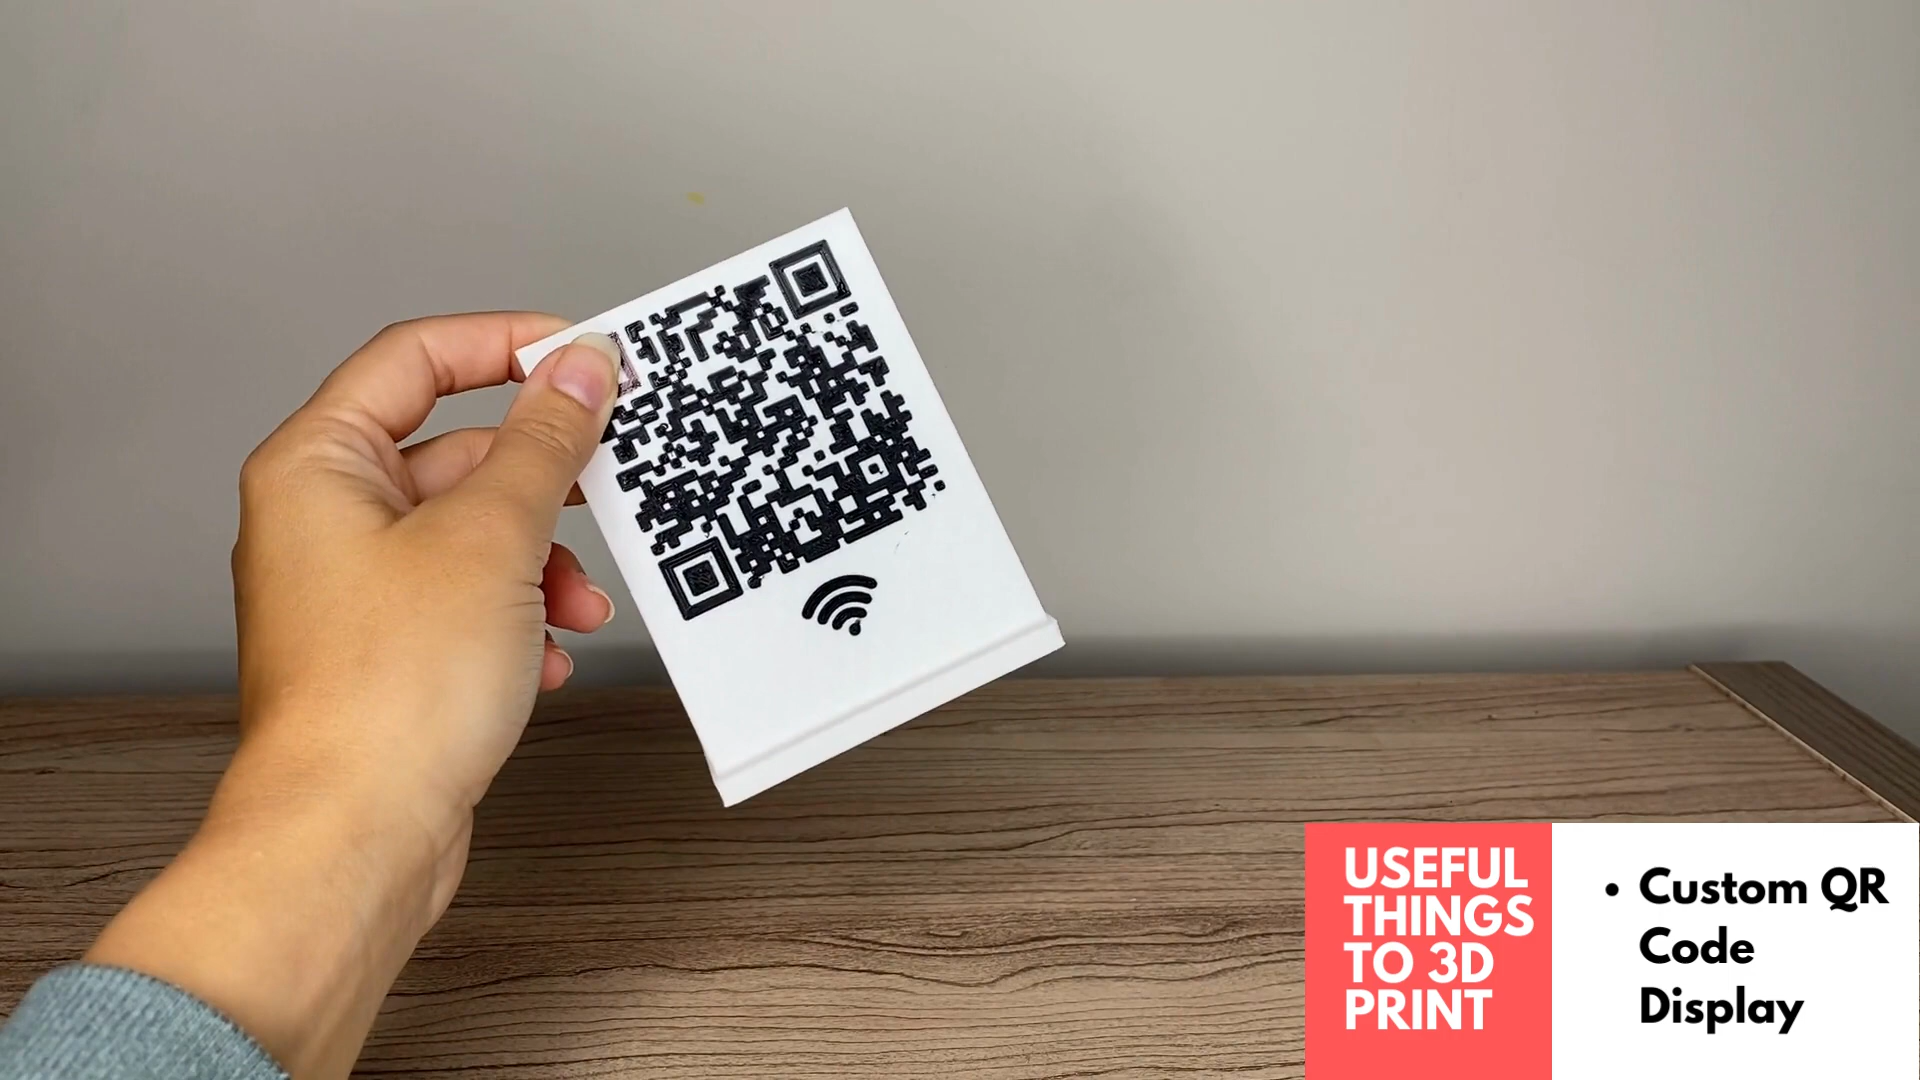 USEFUL
THINGS
TO 3D
PRINT
• Custom QR
Code
Display